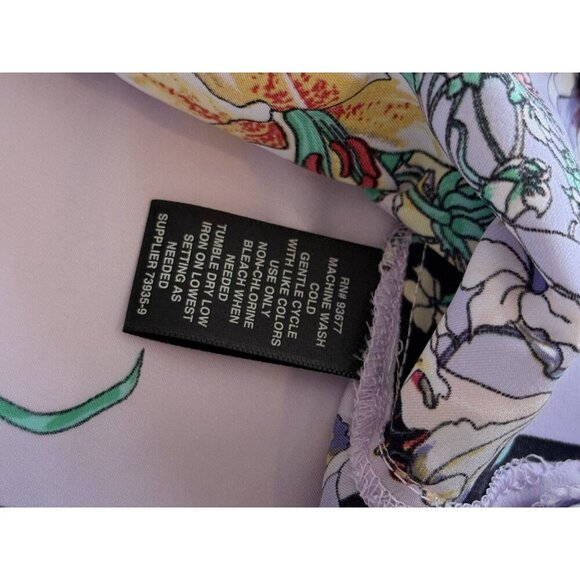 RN# 93677
MACHINE WASH
COLD
GENTLE CYCLE
WITH LIKE COLORS
USE ONLY
NON-CHLORINE
BLEACH WHEN
NEEDED
TUMBLE DRY LOW
IRON ON LOWEST
SETTING AS
NEEDED
SUPPLIER 73935-9